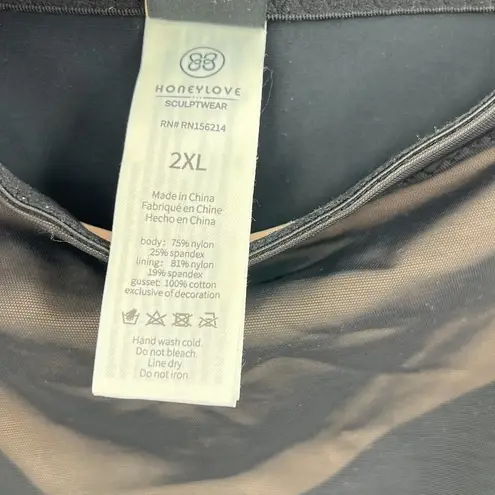 HONEYLOVE
SCULPTWEAR
RN# RN156214
2XL
Made in China
Fabriqué en Chine
Hecho en China
body: 75% nylon
25% spandex
lining: 81% nylon
19% spandex
gusset: 100% cotton
exclusive of decoration
Hand wash cold.
Do not bleach.
Line dry.
Do not iron.